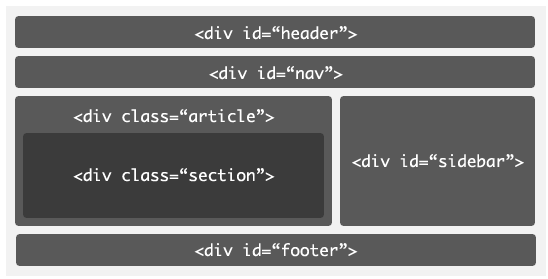 <div id=“header”>
<div id=“nav”>
<div class=“article”>
<div class=“section”>
<div id=“sidebar”>
<div id=“footer”>